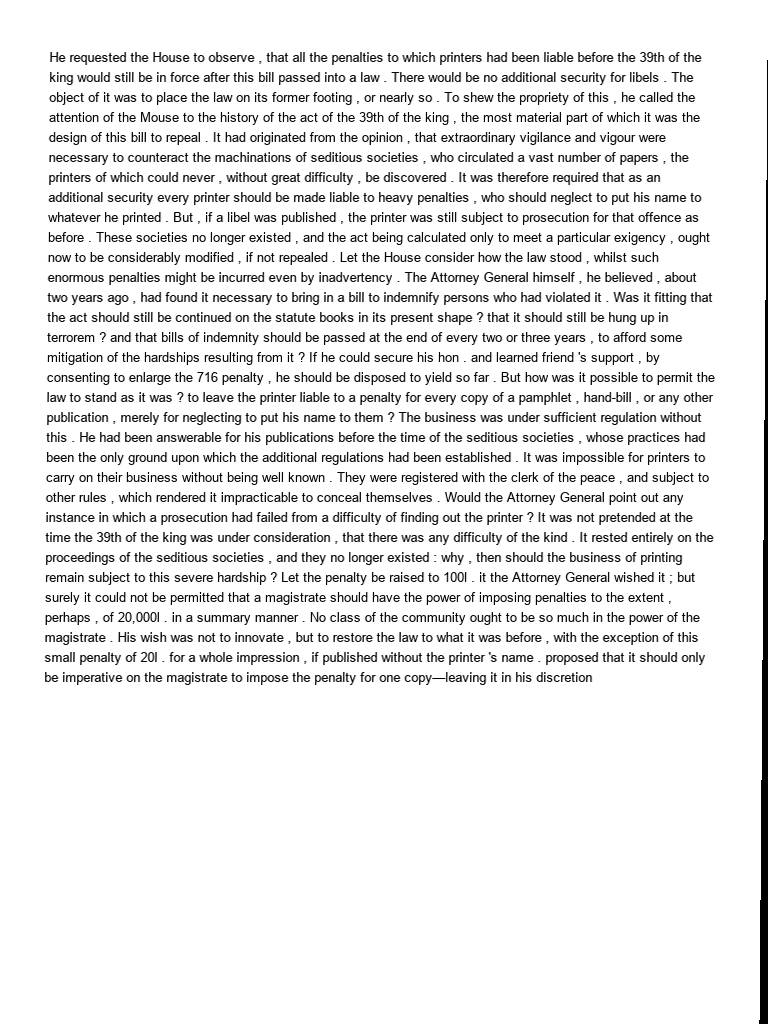 He requested the House to observe , that all the penalties to which printers had been liable before the 39th of the
king would still be in force after this bill passed into a law . There would be no additional security for libels . The
object of it was to place the law on its former footing , or nearly so . To shew the propriety of this , he called the
attention of the Mouse to the history of the act of the 39th of the king , the most material part of which it was the
design of this bill to repeal . It had originated from the opinion , that extraordinary vigilance and vigour were
necessary to counteract the machinations of seditious societies , who circulated a vast number of papers , the
printers of which could never , without great difficulty , be discovered . It was therefore required that as an
additional security every printer should be made liable to heavy penalties , who should neglect to put his name to
whatever he printed . But , if a libel was published , the printer was still subject to prosecution for that offence as
before . These societies no longer existed , and the act being calculated only to meet a particular exigency , ought
now to be considerably modified , if not repealed . Let the House consider how the law stood , whilst such
enormous penalties might be incurred even by inadvertency . The Attorney General himself , he believed , about
two years ago , had found it necessary to bring in a bill to indemnify persons who had violated it . Was it fitting that
the act should still be continued on the statute books in its present shape ? that it should still be hung up in
terrorem ? and that bills of indemnity should be passed at the end of every two or three years , to afford some
mitigation of the hardships resulting from it ? If he could secure his hon . and learned friend 's support , by
consenting to enlarge the 716 penalty , he should be disposed to yield so far . But how was it possible to permit the
law to stand as it was ? to leave the printer liable to a penalty for every copy of a pamphlet , hand-bill , or any other
publication , merely for neglecting to put his name to them ? The business was under sufficient regulation without
this . He had been answerable for his publications before the time of the seditious societies , whose practices had
been the only ground upon which the additional regulations had been established . It was impossible for printers to
carry on their business without being well known . They were registered with the clerk of the peace , and subject to
other rules , which rendered it impracticable to conceal themselves . Would the Attorney General point out any
instance in which a prosecution had failed from a difficulty of finding out the printer ? It was not pretended at the
time the 39th of the king was under consideration , that there was any difficulty of the kind . It rested entirely on the
proceedings of the seditious societies , and they no longer existed : why , then should the business of printing
remain subject to this severe hardship ? Let the penalty be raised to 100l . it the Attorney General wished it ; but
surely it could not be permitted that a magistrate should have the power of imposing penalties to the extent ,
perhaps , of 20,000l . in a summary manner . No class of the community ought to be so much in the power of the
magistrate . His wish was not to innovate , but to restore the law to what it was before , with the exception of this
small penalty of 20l . for a whole impression , if published without the printer 's name . proposed that it should only
be imperative on the magistrate to impose the penalty for one copy—leaving it in his discretion